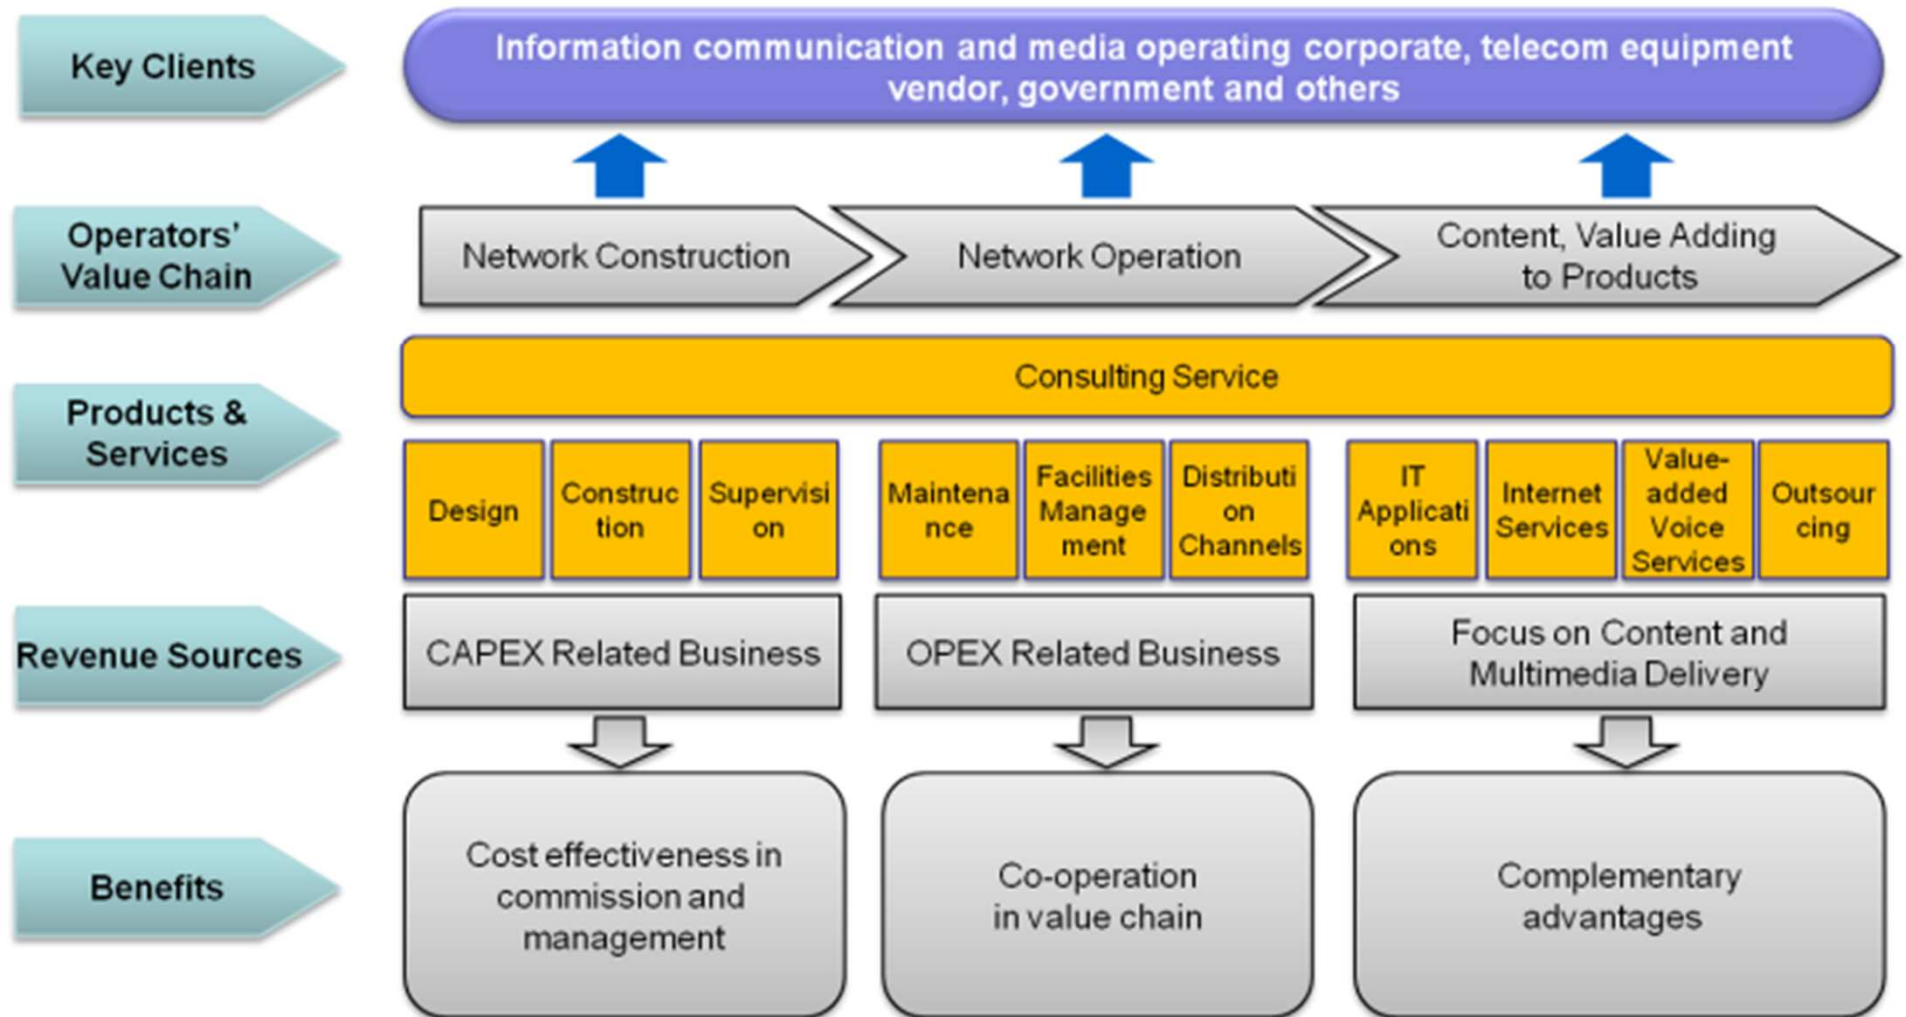 Key Clients
Information communication and media operating corporate, telecom equipment
vendor, government and others
Operators'
Value Chain
Network Construction
Network Operation
Content, Value Adding
to Products
Products &
Services
Consulting Service
Design
Construc
tion
Supervisi
on
Maintena
nce
Facilities
Manage
ment
Distributi
on
Channels
IT
Applicati
ons
Internet
Services
Value-
added
Voice
Services
Outsour
cing
Revenue Sources
CAPEX Related Business
OPEX Related Business
Focus on Content and
Multimedia Delivery
Benefits
Cost effectiveness in
commission and
management
Co-operation
in value chain
Complementary
advantages